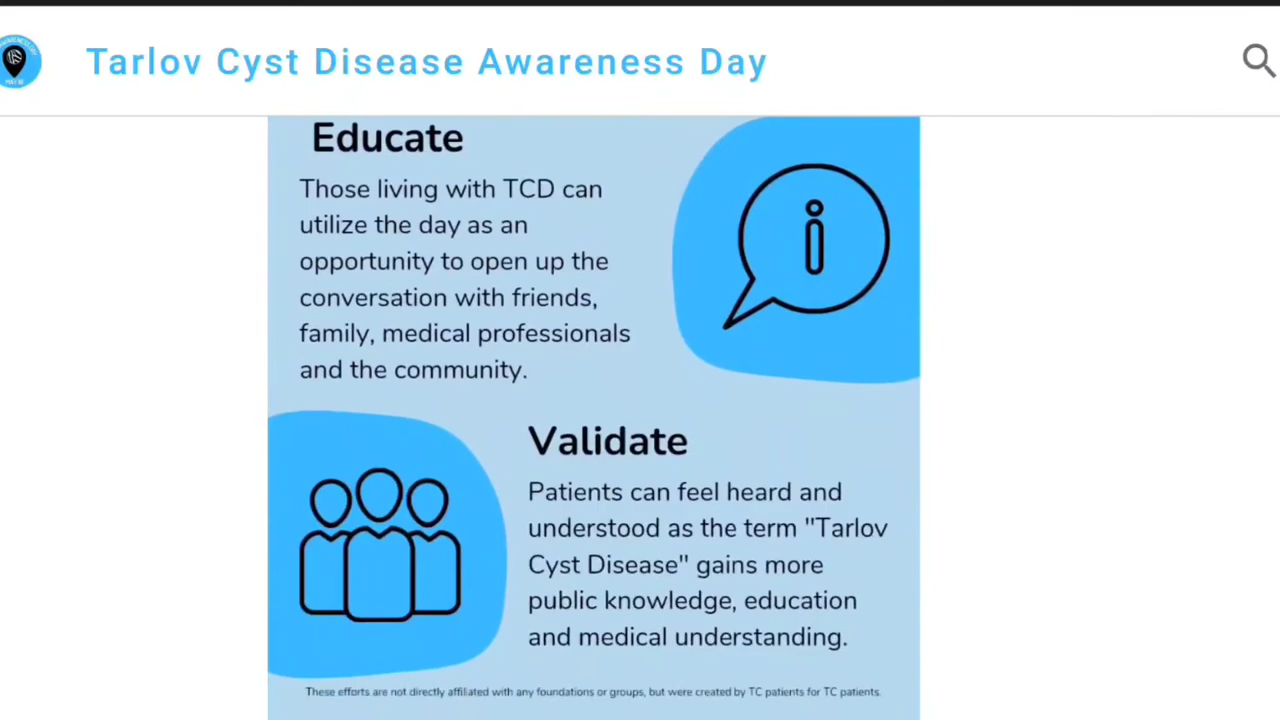 Tarlov Cyst Disease Awareness Day
Educate
Those living with TCD can
utilize the day as an
opportunity to open up the
conversation with friends,
family, medical professionals
and the community.
Validate
Patients can feel heard and
understood as the term "Tarlov
Cyst Disease" gains more
public knowledge, education
and medical understanding.
These efforts are not directly affiliated with any foundations or groups, but were created by TC patients for TC patients.